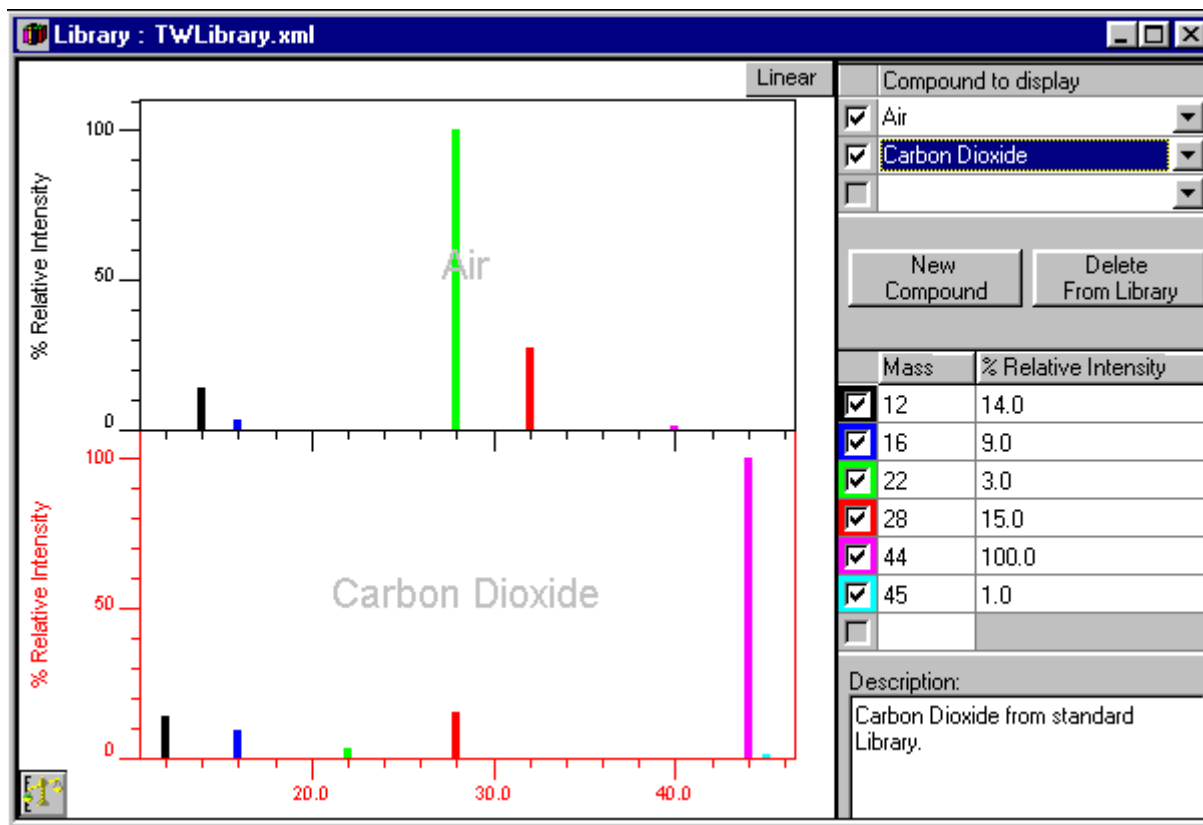 Library : TWLibrary.xml
Linear
% Relative Intensity
100
50
0
Air
% Relative Intensity
100
50
0
Carbon Dioxide
20.0 30.0 40.0
Compound to display
Air
Carbon Dioxide
New Compound
Delete From Library
Mass % Relative Intensity
12 14.0
16 9.0
22 3.0
28 15.0
44 100.0
45 1.0
Description:
Carbon Dioxide from standard
Library.